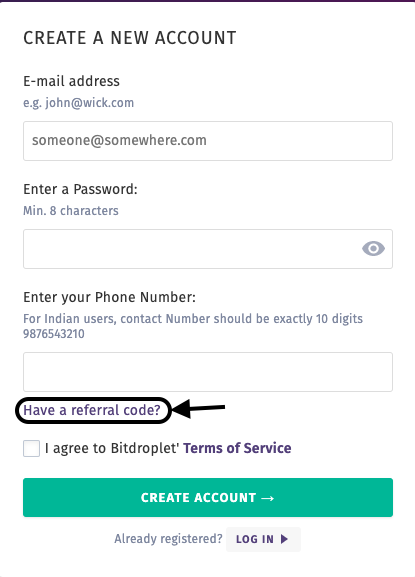 CREATE A NEW ACCOUNT
E-mail address
e.g. john@wick.com
someone@somewhere.com
Enter a Password:
Min. 8 characters
Enter your Phone Number:
For Indian users, contact Number should be exactly 10 digits
9876543210
Have a referral code?
I agree to Bitdroplet' Terms of Service
CREATE ACCOUNT →
Already registered? LOG IN